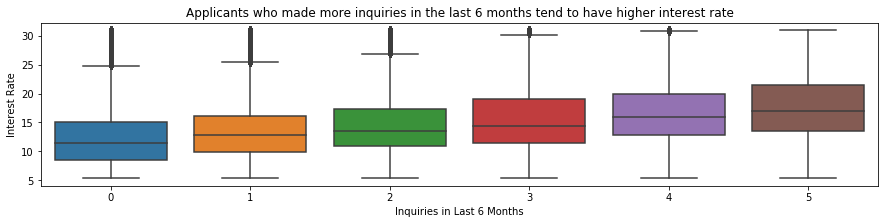 Applicants who made more inquiries in the last 6 months tend to have higher interest rate
30
25
20
15
10
5
Interest Rate
0 1 2 3 4 5
Inquiries in Last 6 Months